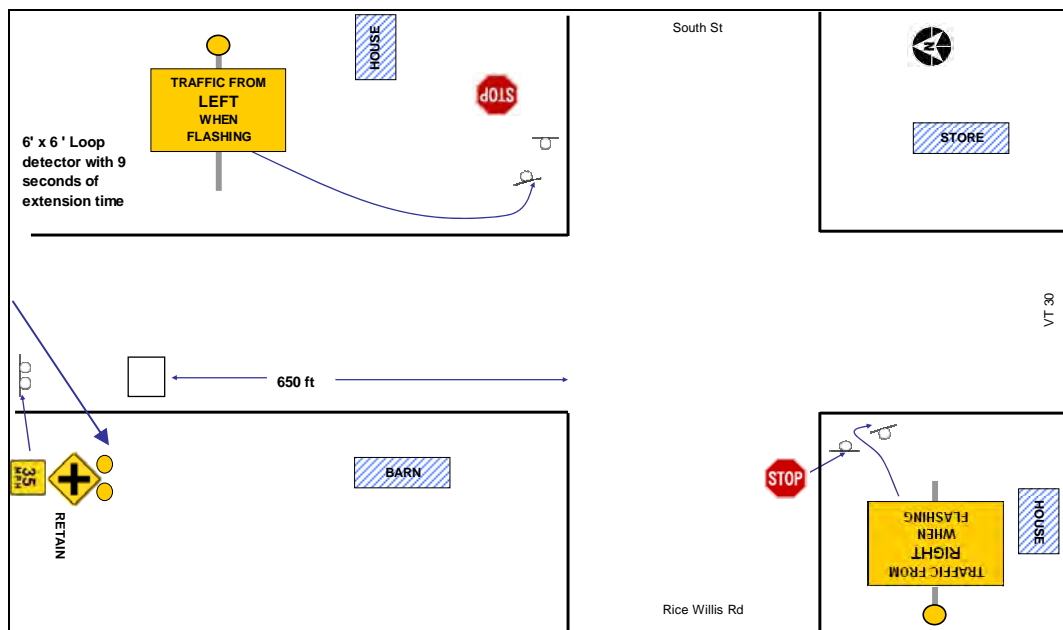 South St
HOUSE
TRAFFIC FROM
LEFT
WHEN
FLASHING
STOP
N
STORE
6' x 6 ' Loop
detector with 9
seconds of
extension time
VT 30
650 ft
35
MPH
RETAIN
BARN
STOP
TRAFFIC FROM
RIGHT
WHEN
FLASHING
HOUSE
Rice Willis Rd